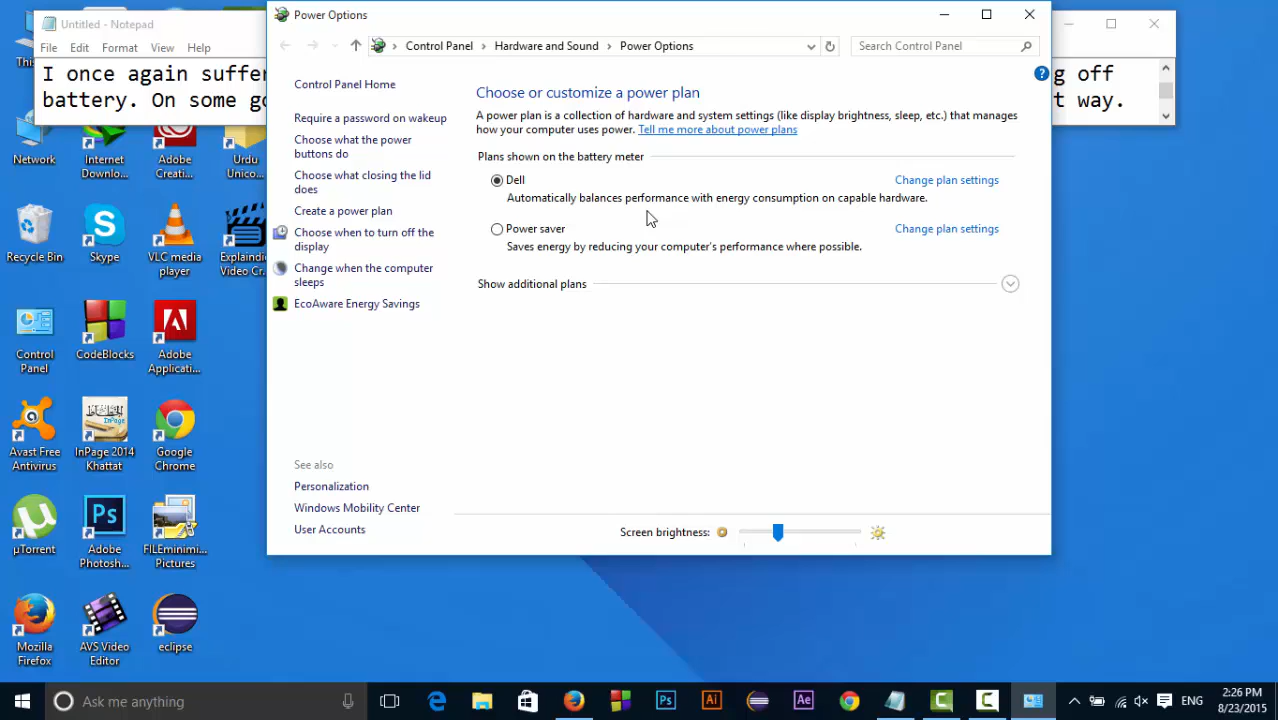 Untitled - Notepad
File Edit Format View Help
I once again suffe
g off
battery. On some g
t way.
Power Options
Control Panel
Hardware and Sound
Power Options
Search Control Panel
Control Panel Home
Require a password on wakeup
Choose what the power
buttons do
Choose what closing the lid
does
Create a power plan
Choose when to turn off the
display
Change when the computer
sleeps
EcoAware Energy Savings
See also
Personalization
Windows Mobility Center
User Accounts
Choose or customize a power plan
A power plan is a collection of hardware and system settings (like display brightness, sleep, etc.) that manages
how your computer uses power. Tell me more about power plans
Plans shown on the battery meter
Dell
Change plan settings
Automatically balances performance with energy consumption on capable hardware.
Power saver
Change plan settings
Saves energy by reducing your computer's performance where possible.
Show additional plans
Screen brightness:
Network
Internet
Downlo...
Adobe
Creati...
Urdu
Unico...
Recycle Bin
Skype
VLC media
player
Explaindio
Video Cr...
Control
Panel
CodeBlocks
Adobe
Applicati...
Avast Free
Antivirus
InPage 2014
Khattat
Google
Chrome
µTorrent
Adobe
Photosh...
FILEminimi...
Pictures
Mozilla
Firefox
AVS Video
Editor
eclipse
Ask me anything
Ps
Ai
Ae
ENG
2:26 PM
8/23/2015